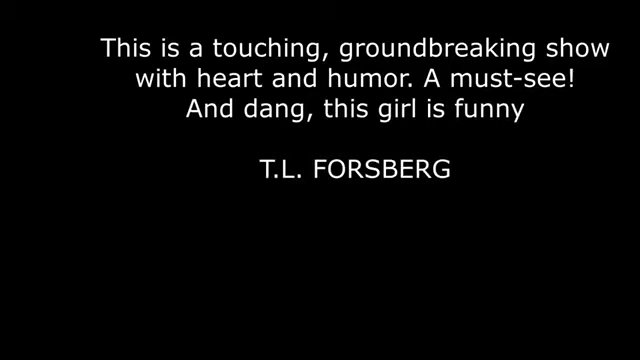 This is a touching, groundbreaking show
with heart and humor. A must-see!
And dang, this girl is funny
T.L. FORSBERG